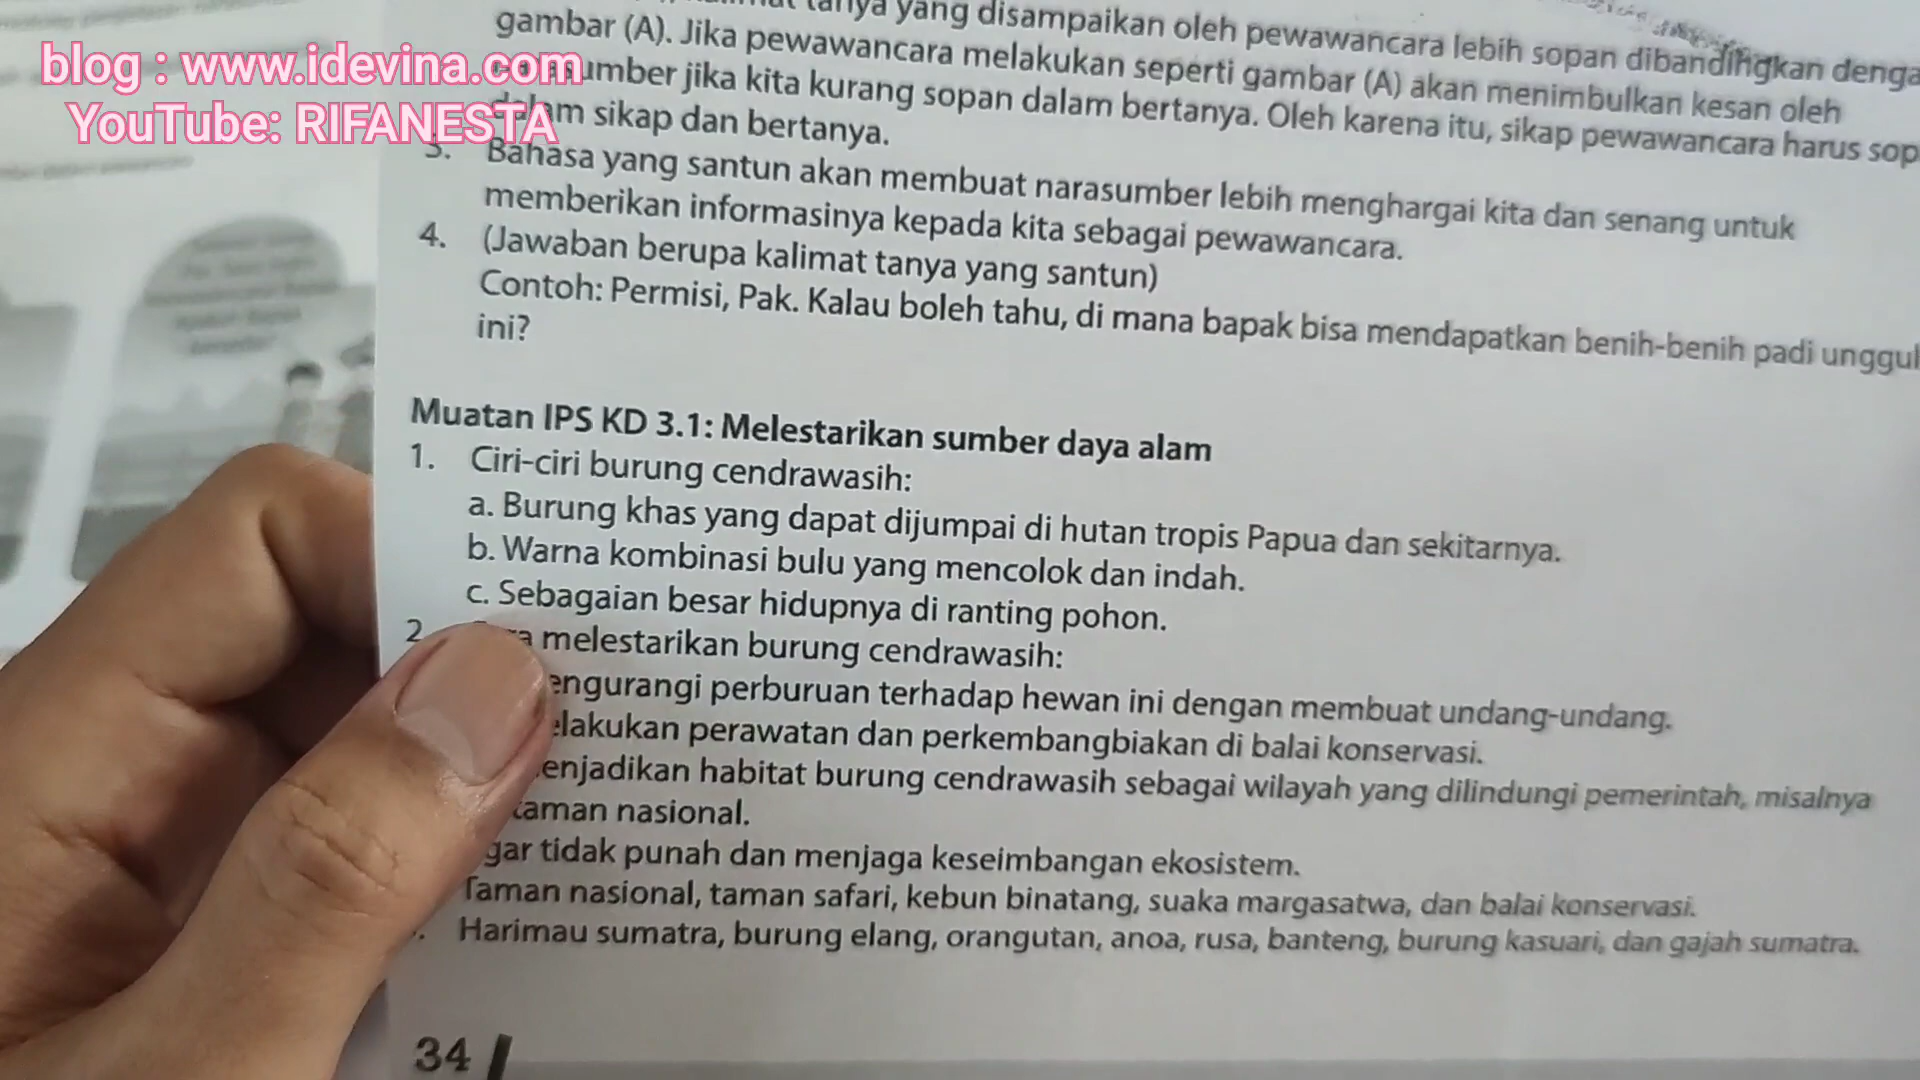 tanya yang disampaikan oleh pewawancara lebih sopan dibandingkan
gambar (A). Jika pewawancara melakukan seperti gambar (A) akan menimbulkan kesan oleh
blog : www.idevina.com
jika kita kurang sopan dalam bertanya. Oleh karena itu, sikap pewawancara harus
YouTube: RIFANESTA
dalam sikap dan bertanya.
3. Bahasa yang santun akan membuat narasumber lebih menghargai kita dan senang untuk
memberikan informasinya kepada kita sebagai pewawancara.
4. (Jawaban berupa kalimat tanya yang santun)
Contoh: Permisi, Pak. Kalau boleh tahu, di mana bapak bisa mendapatkan benih-benih padi unggul
ini?
Muatan IPS KD 3.1: Melestarikan sumber daya alam
1. Ciri-ciri burung cendrawasih:
a. Burung khas yang dapat dijumpai di hutan tropis Papua dan sekitarnya.
b. Warna kombinasi bulu yang mencolok dan indah.
c. Sebagaian besar hidupnya di ranting pohon.
2 melestarikan burung cendrawasih:
engurangi perburuan terhadap hewan ini dengan membuat undang-undang.
elakukan perawatan dan perkembangbiakan di balai konservasi.
enjadikan habitat burung cendrawasih sebagai wilayah yang dilindungi pemerintah, misalnya
taman nasional.
gar tidak punah dan menjaga keseimbangan ekosistem.
Taman nasional, taman safari, kebun binatang, suaka margasatwa, dan balai konservasi.
Harimau sumatra, burung elang, orangutan, anoa, rusa, banteng, burung kasuari, dan gajah sumatra.
34